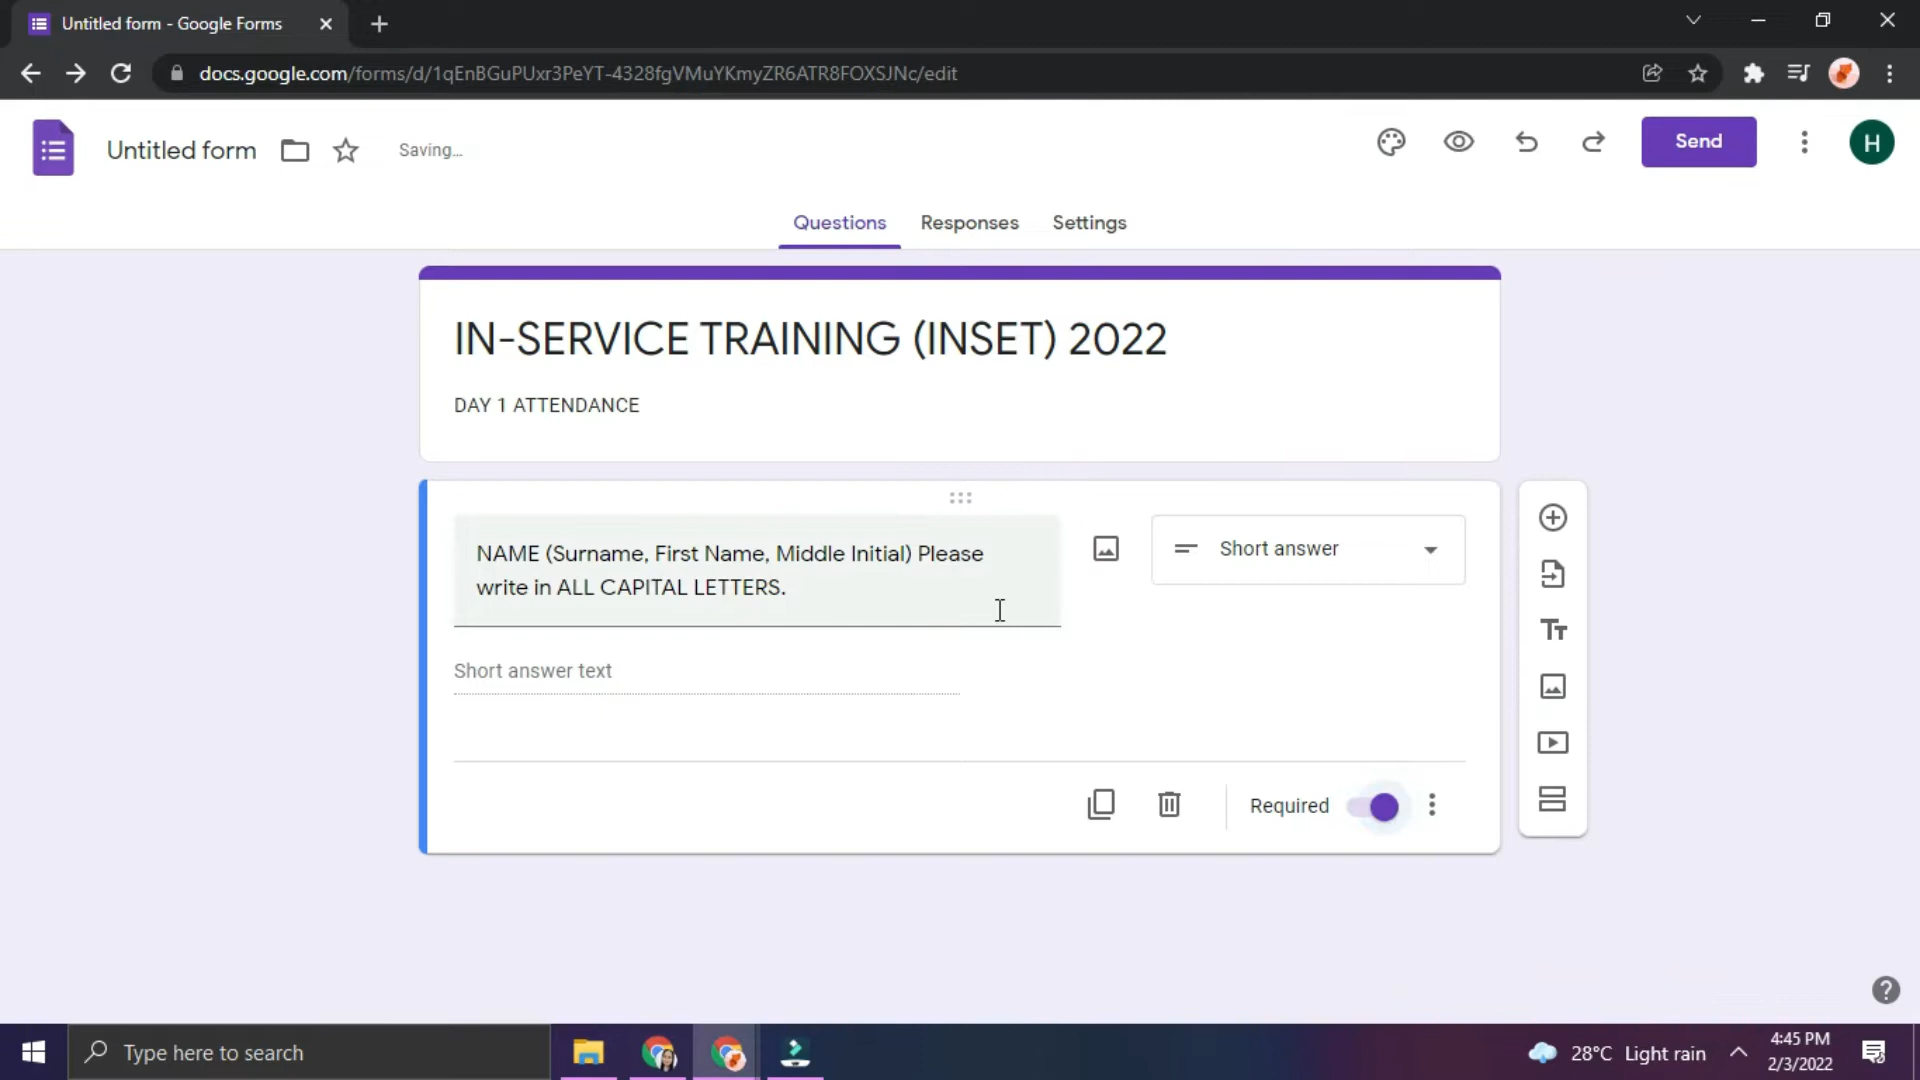 Untitled form - Google Forms
docs.google.com/forms/d/1qEnBGuPUxr3PeYT-4328fgVMuYKmyZR6ATR8FOXSJNc/edit
Untitled form
Saving...
Send
H
Questions
Responses
Settings
IN-SERVICE TRAINING (INSET) 2022
DAY 1 ATTENDANCE
NAME (Surname, First Name, Middle Initial) Please
write in ALL CAPITAL LETTERS.
Short answer
Short answer text
Required
Type here to search
28°C Light rain
4:45 PM
2/3/2022